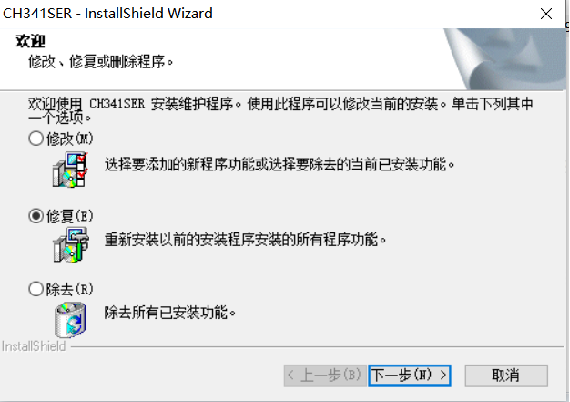 CH341SER - InstallShield Wizard
欢迎
修改、修复或删除程序。
欢迎使用 CH341SER 安装维护程序。使用此程序可以修改当前的安装。单击下列其中
一个选项。
修改(M)
选择要添加的新程序功能或选择要除去的当前已安装功能。
修复(E)
重新安装以前的安装程序安装的所有程序功能。
除去(R)
除去所有已安装功能。
InstallShield
< 上一步(B) 下一步(N) > 取消